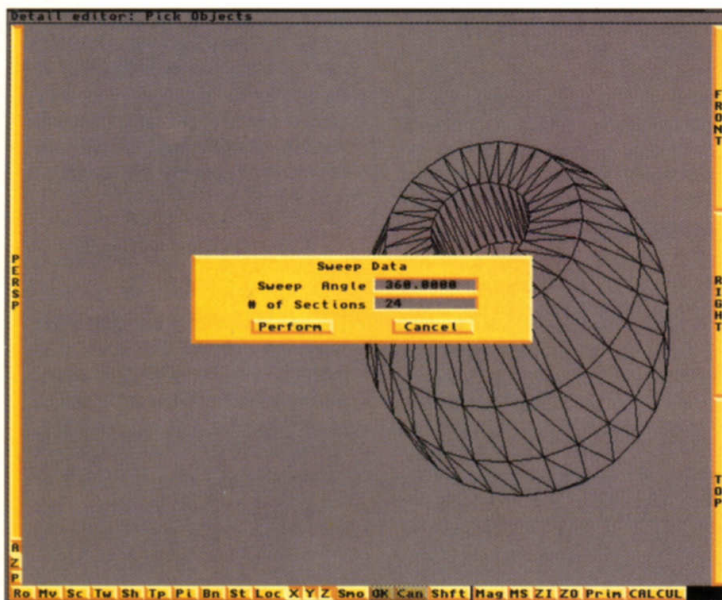 Detail editor: Pick Objects
PERSP
FRONT
Sweep Data
Sweep Angle 360.0000
# of Sections 24
Perform Cancel
RIGHT
TOP
A
Z
P
Ro Mv Sc Tw Sh Tp Pi Bn St Loc X Y Z Smo OK Can Shft Mag MS ZI ZO Prim CALCUL